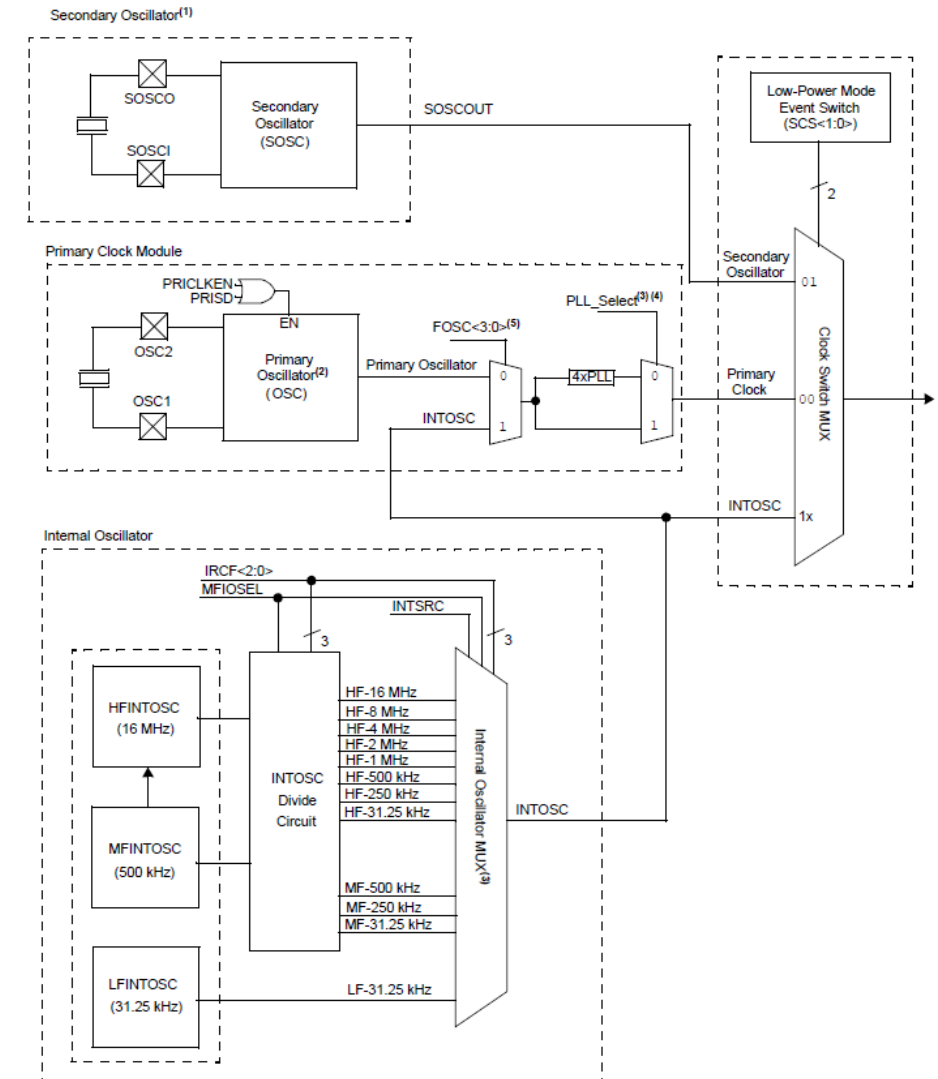 Secondary Oscillator(1)
SOSCO
SOSCI
Secondary
Oscillator
(SOSC)
SOSCOUT
Low-Power Mode
Event Switch
(SCS<1:0>)
2
Primary Clock Module
PRICLKEN
PRISD
EN
OSC2
OSC1
Primary
Oscillator(2)
(OSC)
Primary Oscillator
INTOSC
FOSC<3:0>(5)
0
1
PLL_Select(3) (4)
4xPLL
0
1
Secondary
Oscillator
01
Primary
Clock
00
INTOSC
1x
Clock Switch MUX
Internal Oscillator
IRCF<2:0>
MFIOSEL
INTSRC
3
3
HFINTOSC
(16 MHz)
MFINTOSC
(500 kHz)
LFINTOSC
(31.25 kHz)
INTOSC
Divide
Circuit
HF-16 MHz
HF-8 MHz
HF-4 MHz
HF-2 MHz
HF-1 MHz
HF-500 kHz
HF-250 kHz
HF-31.25 kHz
MF-500 kHz
MF-250 kHz
MF-31.25 kHz
LF-31.25 kHz
Internal Oscillator MUX(3)
INTOSC